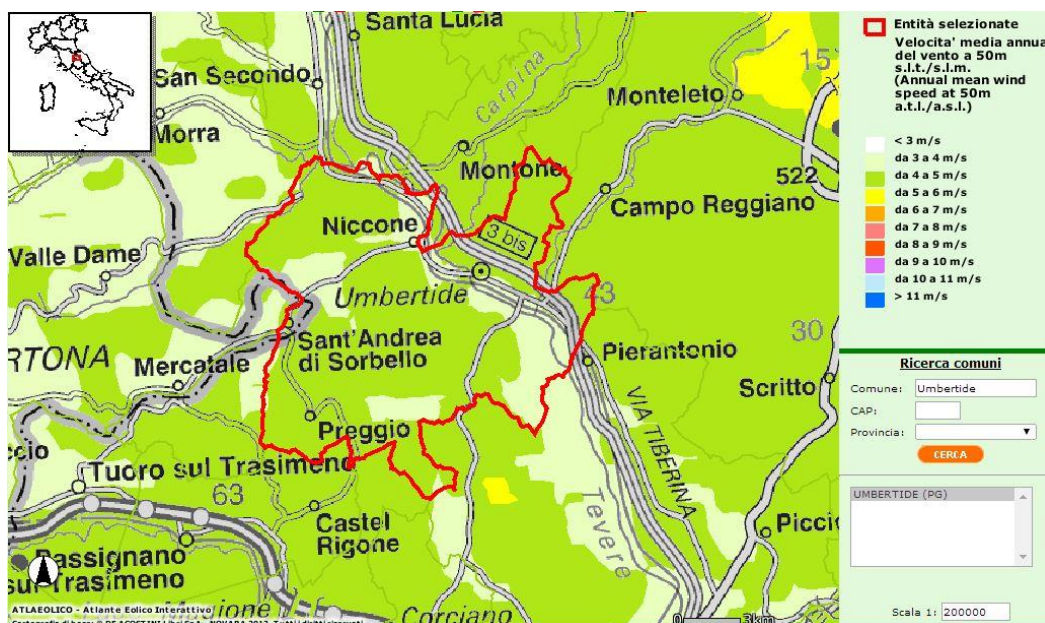 Santa Lucia
San Secondo
Carpina
Monteleto
15
Morra
Montone
522
Niccone
3 bis
Campo Reggiano
Valle Dame
Umbertide
43
Sant'Andrea
di Sorbello
30
RTONA
Mercatale
Pierantonio
Scritto
VIA TIBERINA
Preggio
ccio
Tuoro sul Trasimeno
63
Castel
Rigone
Tevere
Piccio
Passignano
sul Trasimeno
ATLAEOLICO - Atlante Eolico Interattivo
Corciano
0 3km
Entità selezionate
Velocita' media annua
del vento a 50m
s.l.t./s.l.m.
(Annual mean wind
speed at 50m
a.t.l./a.s.l.)
< 3 m/s
da 3 a 4 m/s
da 4 a 5 m/s
da 5 a 6 m/s
da 6 a 7 m/s
da 7 a 8 m/s
da 8 a 9 m/s
da 9 a 10 m/s
da 10 a 11 m/s
> 11 m/s
Ricerca comuni
Comune: Umbertide
CAP:
Provincia:
CERCA
UMBERTIDE (PG)
Scala 1: 200000